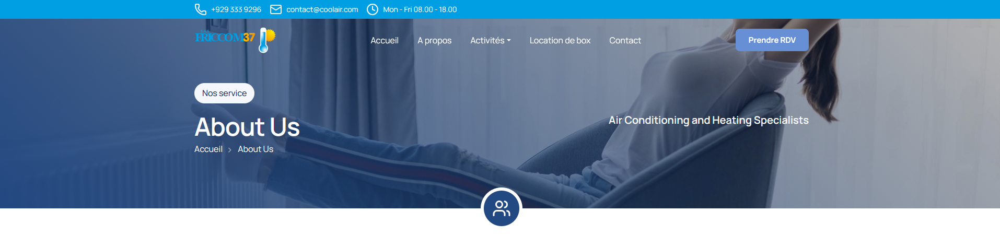 +929 333 9296 contact@coolair.com Mon - Fri 08.00 - 18.00
FRICCOM37
Accueil A propos Activités Location de box Contact Prendre RDV
Nos service
About Us
Air Conditioning and Heating Specialists
Accueil > About Us